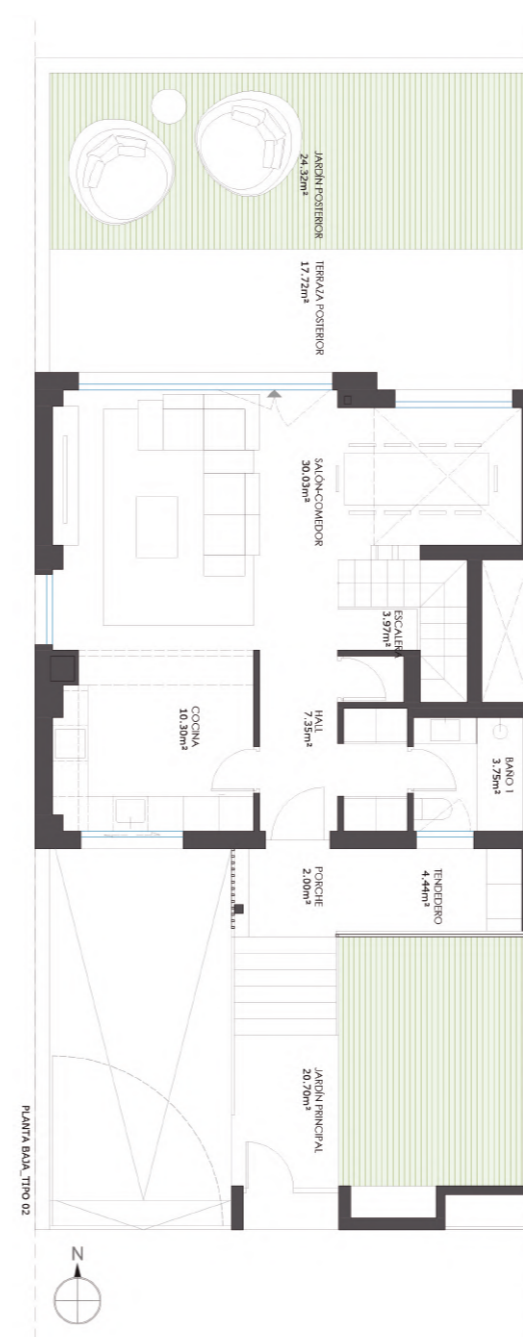 JARDÍN POSTERIOR
24.32m²
TERRAZA POSTERIOR
17.72m²
SALÓN-COMEDOR
30.03m²
ESCALERA
3.97m²
HALL
7.35m²
COCINA
10.30m²
BAÑO 1
3.75m²
PORCHE
2.00m²
TENDEDERO
4.44m²
JARDÍN PRINCIPAL
20.70m²
PLANTA BAJA_TIPO 02
N